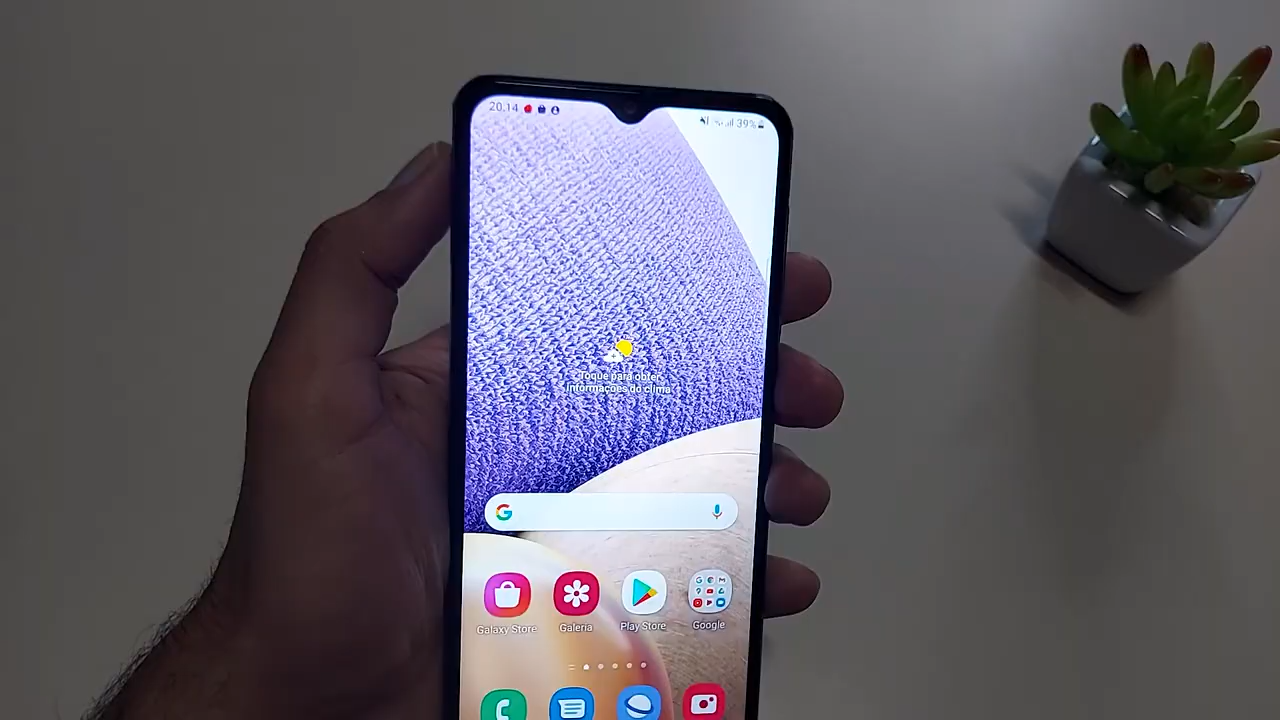 20.14
39%
Toque para obter
informações do clima
Galaxy Store
Galeria
Play Store
Google